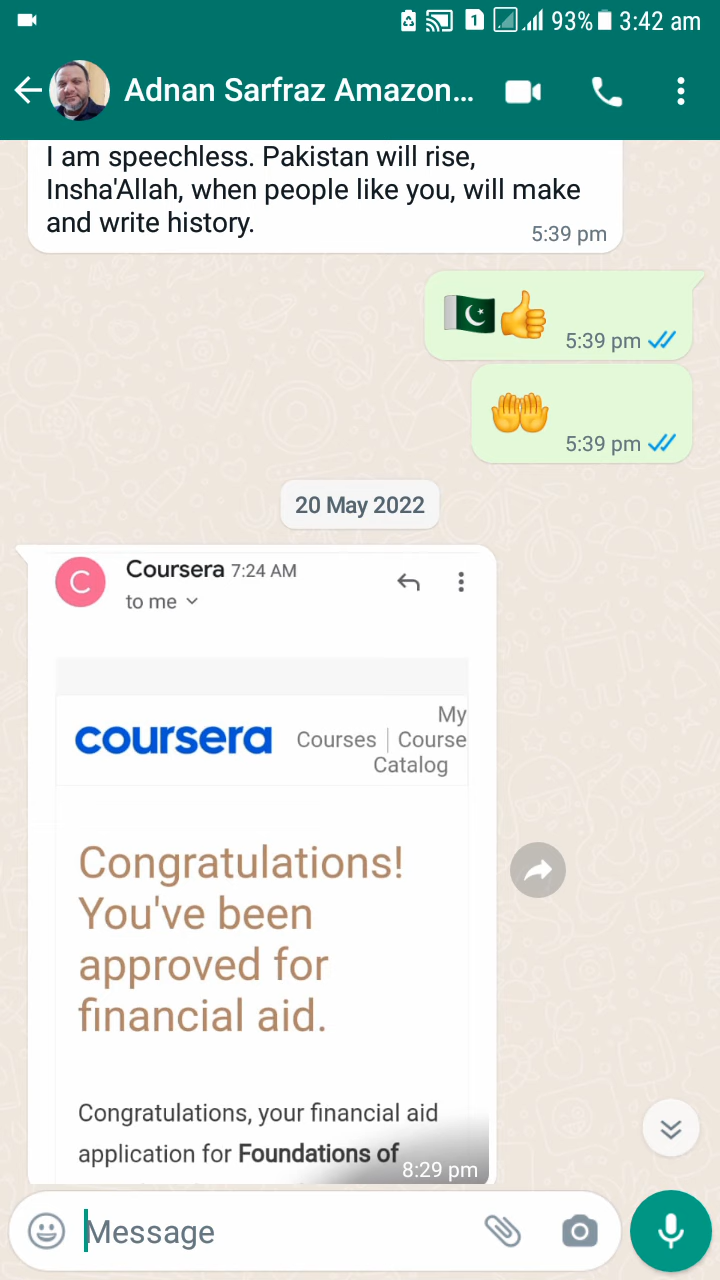 1 93% 3:42 am
Adnan Sarfraz Amazon...
I am speechless. Pakistan will rise,
Insha'Allah, when people like you, will make
and write history.
5:39 pm
🇵🇰👍
5:39 pm
🤲
5:39 pm
20 May 2022
C
Coursera 7:24 AM
to me
coursera
My
Courses | Course
Catalog
Congratulations!
You've been
approved for
financial aid.
Congratulations, your financial aid
application for Foundations of
8:29 pm
Message